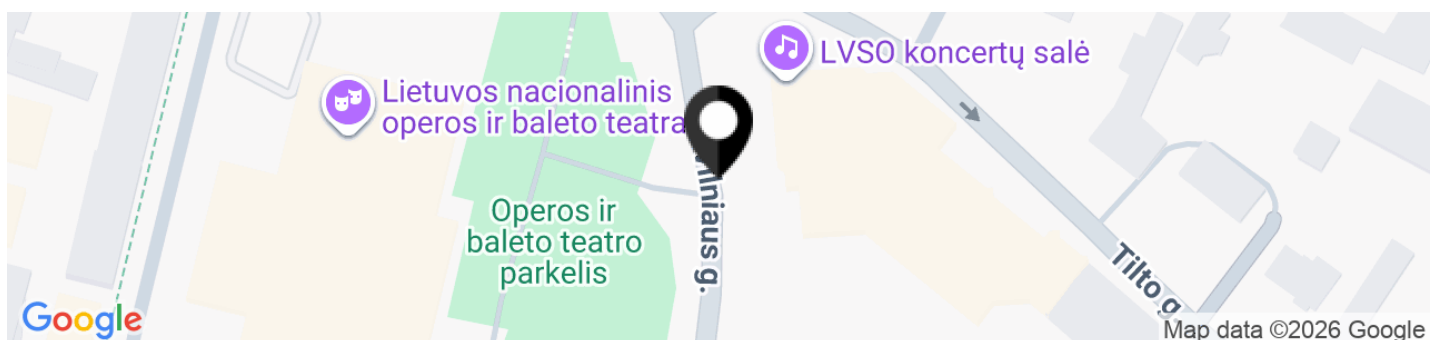 LVSO koncertų salė
Lietuvos nacionalinis
operos ir baleto teatra
Operos ir
baleto teatro
parkelis
Tilto g.
Google
Map data ©2026 Google